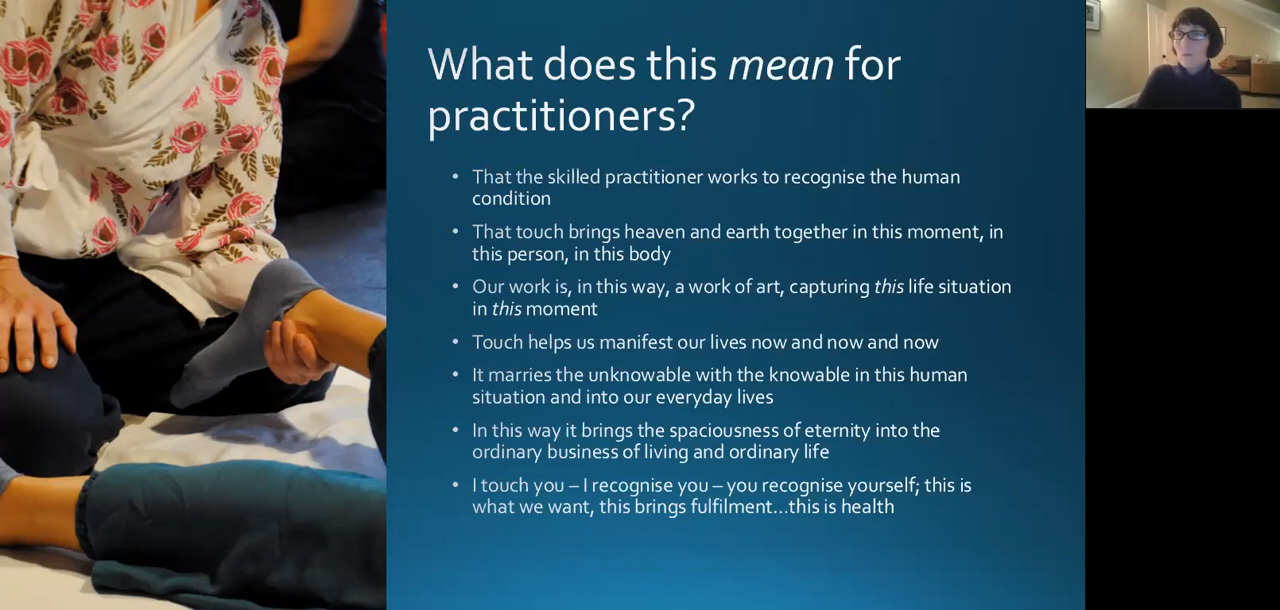 What does this mean for
practitioners?
• That the skilled practitioner works to recognise the human
condition
• That touch brings heaven and earth together in this moment, in
this person, in this body
• Our work is, in this way, a work of art, capturing this life situation
in this moment
• Touch helps us manifest our lives now and now and now
• It marries the unknowable with the knowable in this human
situation and into our everyday lives
• In this way it brings the spaciousness of eternity into the
ordinary business of living and ordinary life
• I touch you – I recognise you – you recognise yourself; this is
what we want, this brings fulfilment…this is health